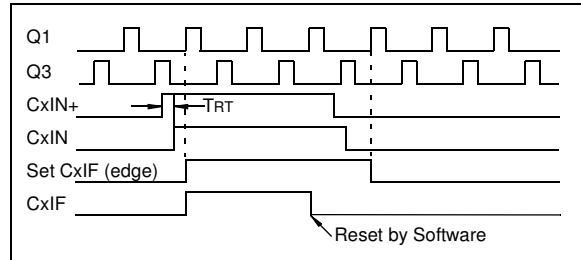 Q1
Q3
CxIN+
TRT
CxIN
Set CxIF (edge)
CxIF
Reset by Software